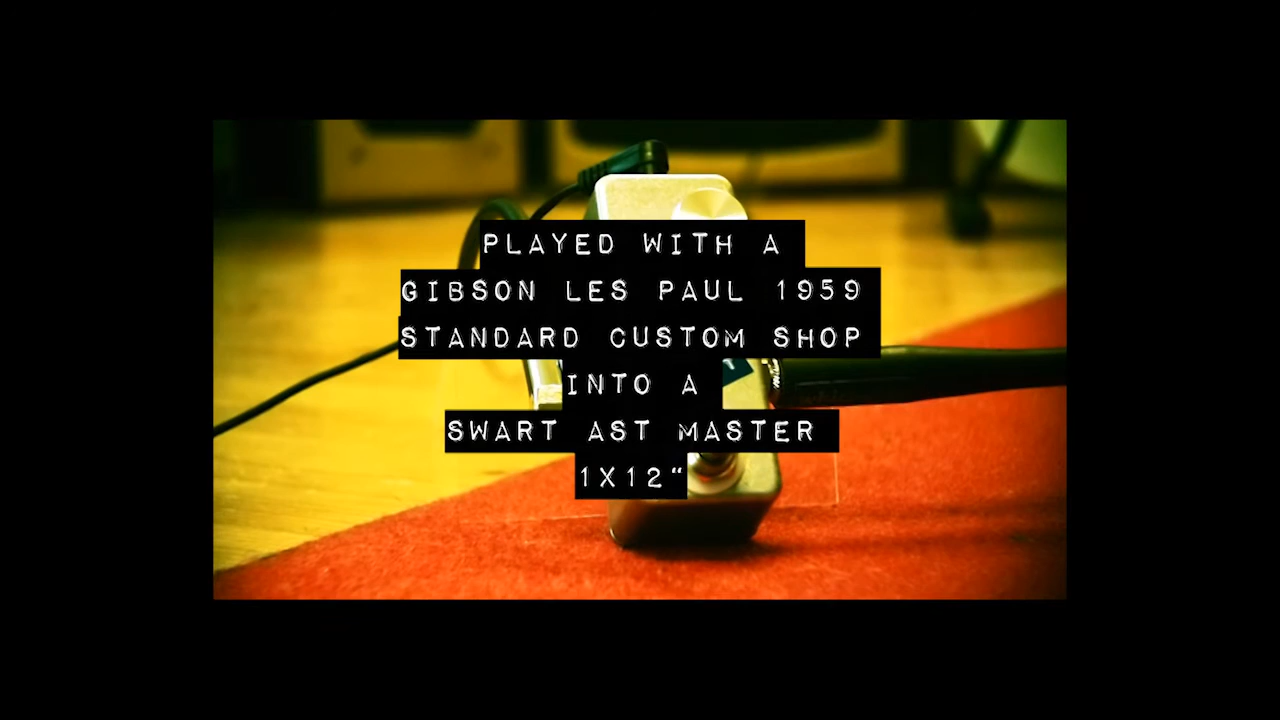 PLAYED WITH A
GIBSON LES PAUL 1959
STANDARD CUSTOM SHOP
INTO A
SWART AST MASTER
1X12“